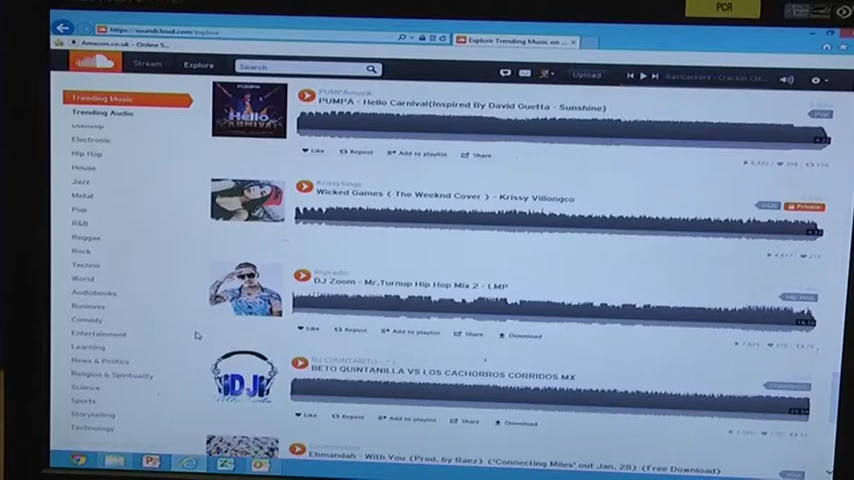 PCR
https://soundcloud.com/explore
Explore Trending Music on ...
Amazon.co.uk - Online S...
Stream
Explore
Search
Upload
Trending Music
Trending Audio
Electronic
Hip Hop
House
Jazz
Metal
Pop
R&B
Reggae
Rock
Techno
World
Audiobooks
Business
Comedy
Entertainment
Learning
News & Politics
Religion & Spirituality
Science
Sports
Storytelling
Technology
PUMPA - Hello Carnival(Inspired By David Guetta - Sunshine)
Like Repost Add to playlist Share
KrissySings
Wicked Games ( The Weeknd Cover ) - Krissy Villongco
Private
DJ Zoom - Mr,Turnup Hip Hop Mix 2 - LMP
Hip Hop
Like Repost Add to playlist Share Download
BETO QUINTANILLA VS LOS CACHORROS CORRIDOS MX
Like Repost Add to playlist Share Download
Ehmandah - With You (Prod. by Raez) ('Connecting Miles' out Jan, 28) (Free Download)
Hello
CARNIVAL
DJ